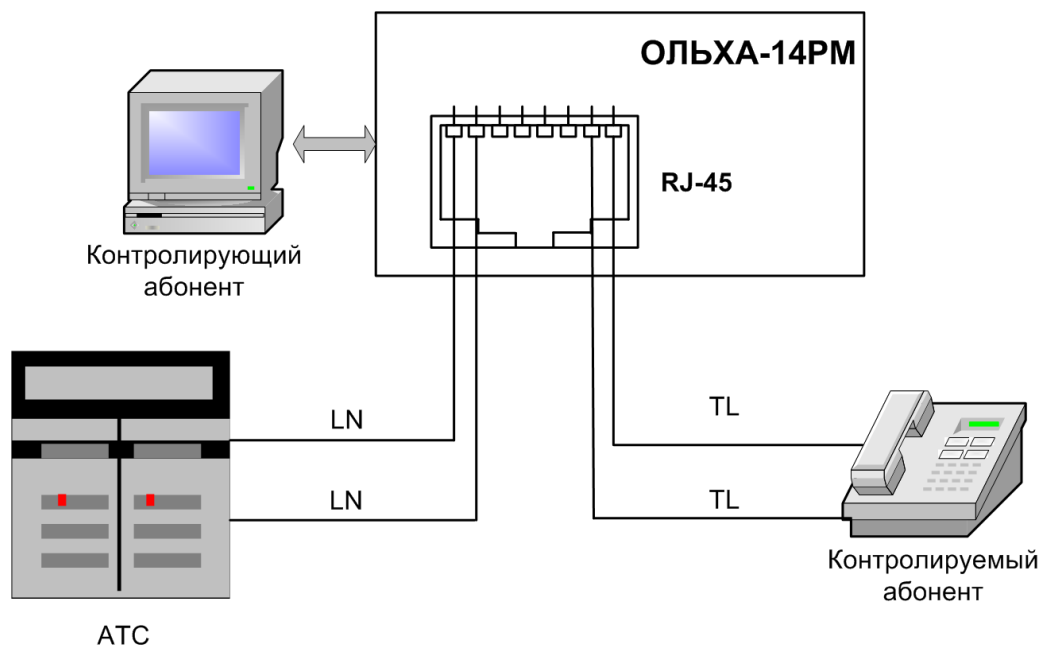 ОЛЬХА-14РМ
RJ-45
Контролирующий
абонент
LN
TL
LN
TL
Контролируемый
абонент
АТС